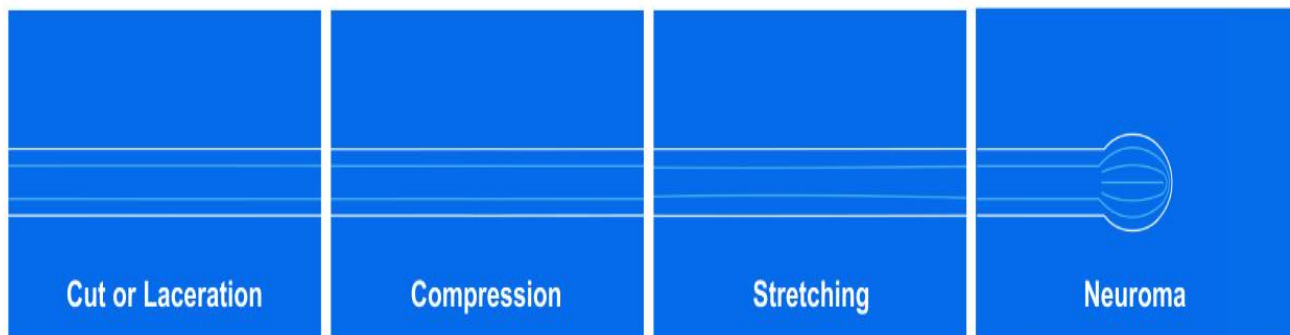 Cut or Laceration
Compression
Stretching
Neuroma